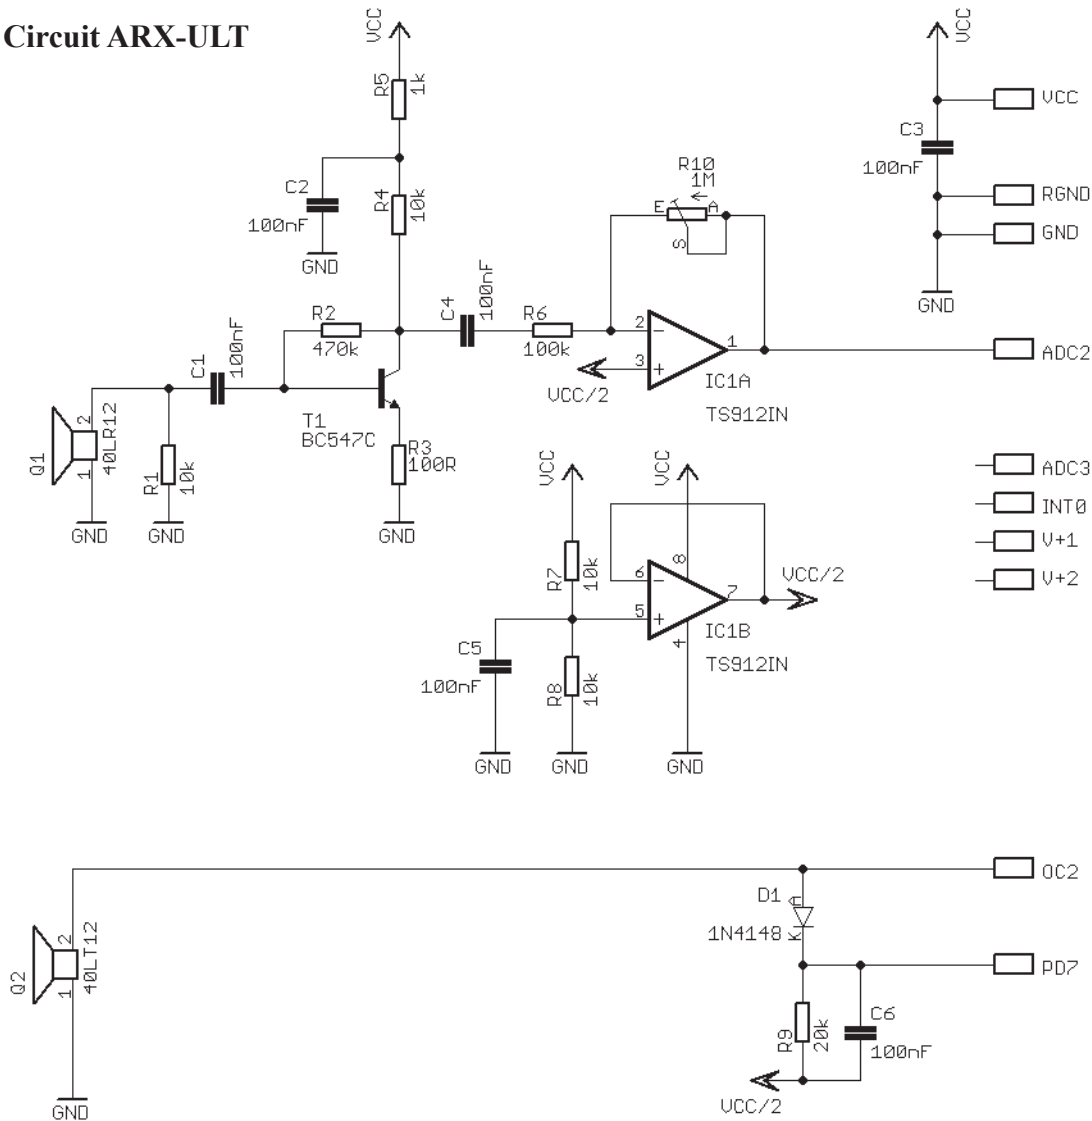 Circuit ARX-ULT
VCC
R5
1k
C2
100nF
GND
R4
10k
R2
470k
C1
100nF
Q1
2
1
40LR12
GND
R1
10k
GND
T1
BC547C
R3
100R
GND
C4
100nF
R6
100k
R10
1M
E
A
S
2
3
1
VCC/2
IC1A
TS912IN
VCC
C3
100nF
GND
VCC
RGND
GND
ADC2
ADC3
INT0
V+1
V+2
VCC
R7
10k
C5
100nF
GND
R8
10k
GND
VCC
8
6
5
7
4
IC1B
TS912IN
GND
VCC/2
Q2
2
1
40LT12
GND
OC2
D1
A
1N4148
K
PD7
R9
20k
C6
100nF
VCC/2